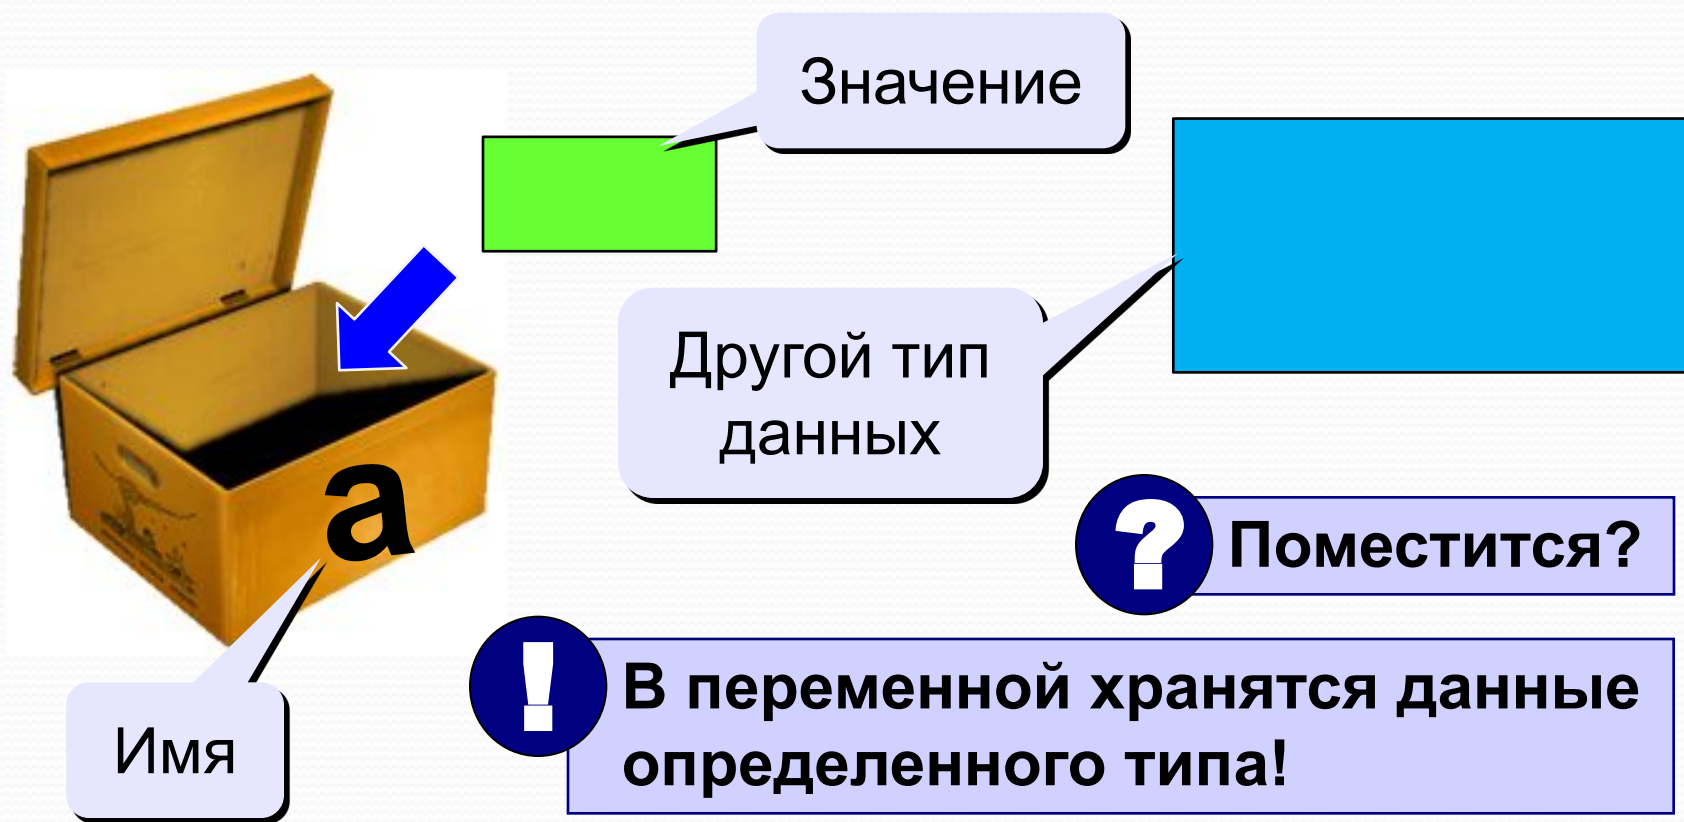 Значение
Другой тип
данных
a
?
Поместится?
!
В переменной хранятся данные
определенного типа!
Имя